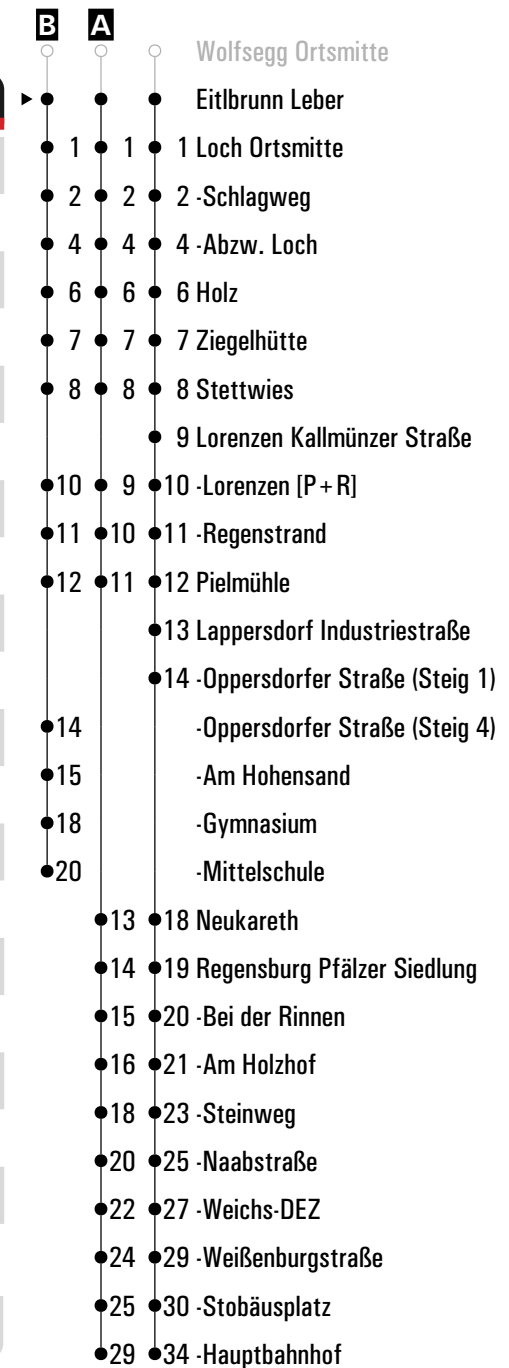 B A
Wolfsegg Ortsmitte
Eitlbrunn Leber
1 1 1 Loch Ortsmitte
2 2 2 -Schlagweg
4 4 4 -Abzw. Loch
6 6 6 Holz
7 7 7 Ziegelhütte
8 8 8 Stettwies
9 Lorenzen Kallmünzer Straße
10 9 10 -Lorenzen [P+R]
11 10 11 -Regenstrand
12 11 12 Pielmühle
13 Lappersdorf Industriestraße
14 -Oppersdorfer Straße (Steig 1)
14 -Oppersdorfer Straße (Steig 4)
15 -Am Hohensand
18 -Gymnasium
20 -Mittelschule
13 18 Neukareth
14 19 Regensburg Pfälzer Siedlung
15 20 -Bei der Rinnen
16 21 -Am Holzhof
18 23 -Steinweg
20 25 -Naabstraße
22 27 -Weichs-DEZ
24 29 -Weißenburgstraße
25 30 -Stobäusplatz
29 34 -Hauptbahnhof